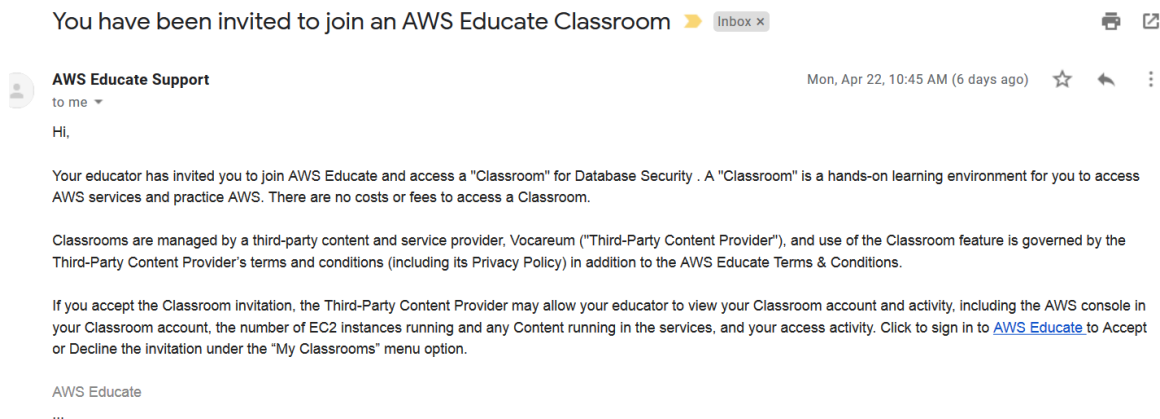 You have been invited to join an AWS Educate Classroom Inbox ×
AWS Educate Support Mon, Apr 22, 10:45 AM (6 days ago)
to me
Hi,
Your educator has invited you to join AWS Educate and access a "Classroom" for Database Security . A "Classroom" is a hands-on learning environment for you to access
AWS services and practice AWS. There are no costs or fees to access a Classroom.
Classrooms are managed by a third-party content and service provider, Vocareum ("Third-Party Content Provider"), and use of the Classroom feature is governed by the
Third-Party Content Provider’s terms and conditions (including its Privacy Policy) in addition to the AWS Educate Terms & Conditions.
If you accept the Classroom invitation, the Third-Party Content Provider may allow your educator to view your Classroom account and activity, including the AWS console in
your Classroom account, the number of EC2 instances running and any Content running in the services, and your access activity. Click to sign in to AWS Educate to Accept
or Decline the invitation under the “My Classrooms” menu option.
AWS Educate
...